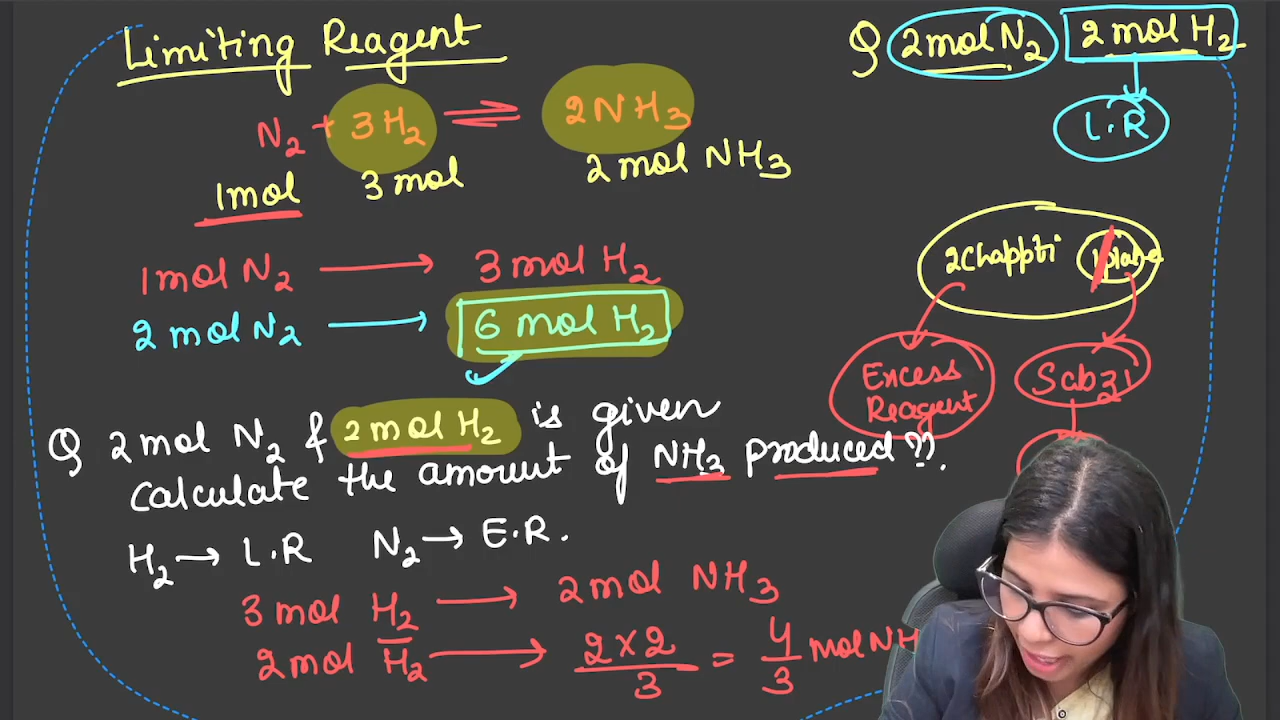 Limiting Reagent
Q 2 mol N₂ 2 mol H₂
L.R
N₂ + 3H₂ ⇌ 2NH₃
1mol 3 mol 2 mol NH₃
1mol N₂ → 3 mol H₂
2 mol N₂ → 6 mol H₂
2Chappti
Excess
Reagent
Sabzi
Q 2 mol N₂ & 2 mol H₂ is given
calculate the amount of NH₃ produced ??.
H₂ → L.R N₂ → E.R.
3 mol H₂ → 2 mol NH₃
2mol H₂ → 2 × 2 / 3 = 4/3 mol NH